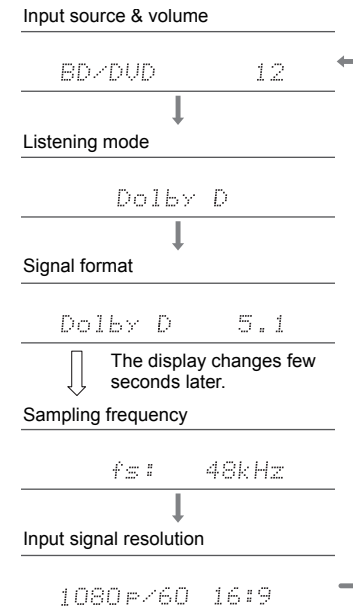 Input source & volume
BD/DVD 12
Listening mode
Dolby D
Signal format
Dolby D 5.1
The display changes few
seconds later.
Sampling frequency
fs: 48kHz
Input signal resolution
1080p/60 16:9